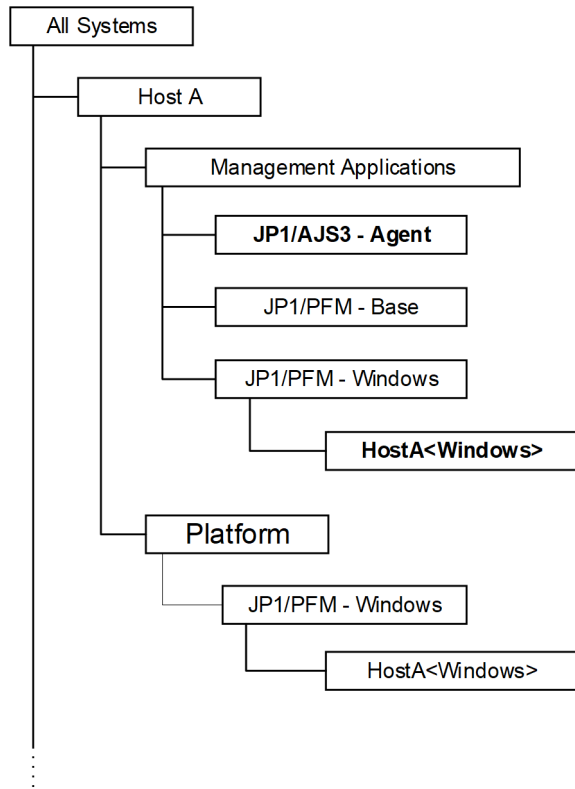 All Systems
Host A
Management Applications
JP1/AJS3 - Agent
JP1/PFM - Base
JP1/PFM - Windows
HostA<Windows>
Platform
JP1/PFM - Windows
HostA<Windows>